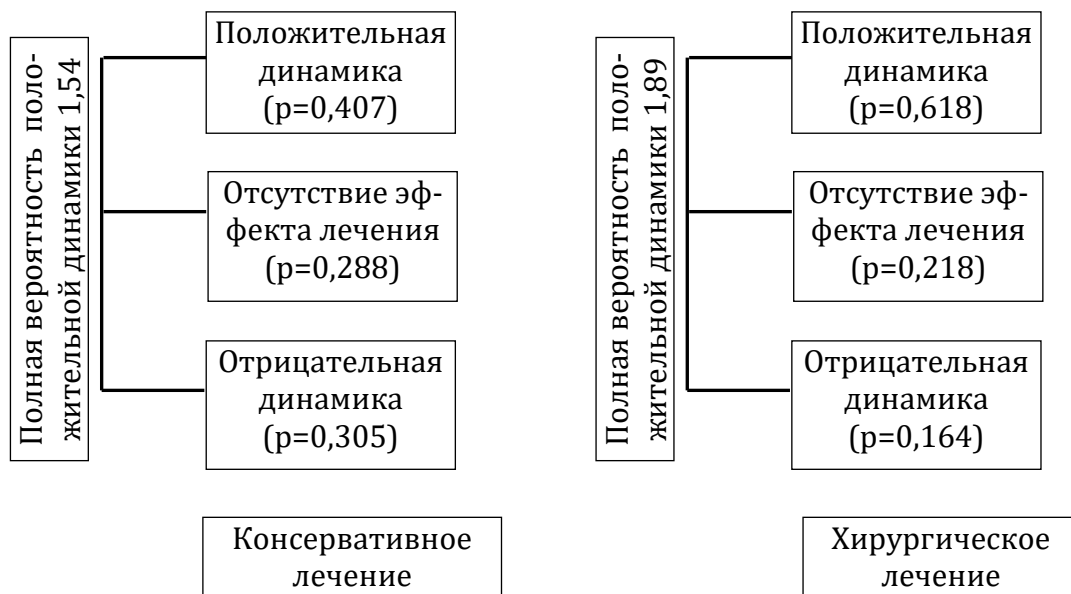 Полная вероятность поло-
жительной динамики 1,54
Положительная
динамика
(p=0,407)
Отсутствие эф-
фекта лечения
(p=0,288)
Отрицательная
динамика
(p=0,305)
Консервативное
лечение
Полная вероятность поло-
жительной динамики 1,89
Положительная
динамика
(p=0,618)
Отсутствие эф-
фекта лечения
(p=0,218)
Отрицательная
динамика
(p=0,164)
Хирургическое
лечение